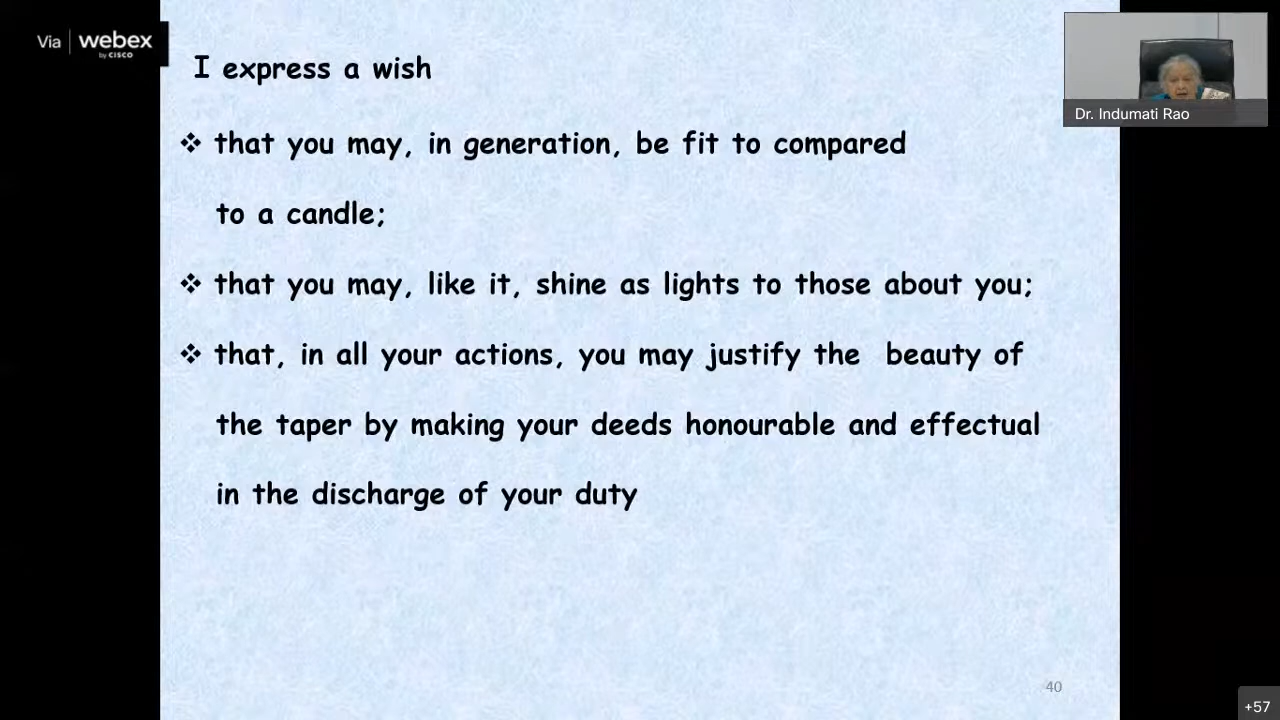 Via webex
by CISCO
Dr. Indumati Rao
I express a wish
❖ that you may, in generation, be fit to compared
to a candle;
❖ that you may, like it, shine as lights to those about you;
❖ that, in all your actions, you may justify the beauty of
the taper by making your deeds honourable and effectual
in the discharge of your duty
40
+57